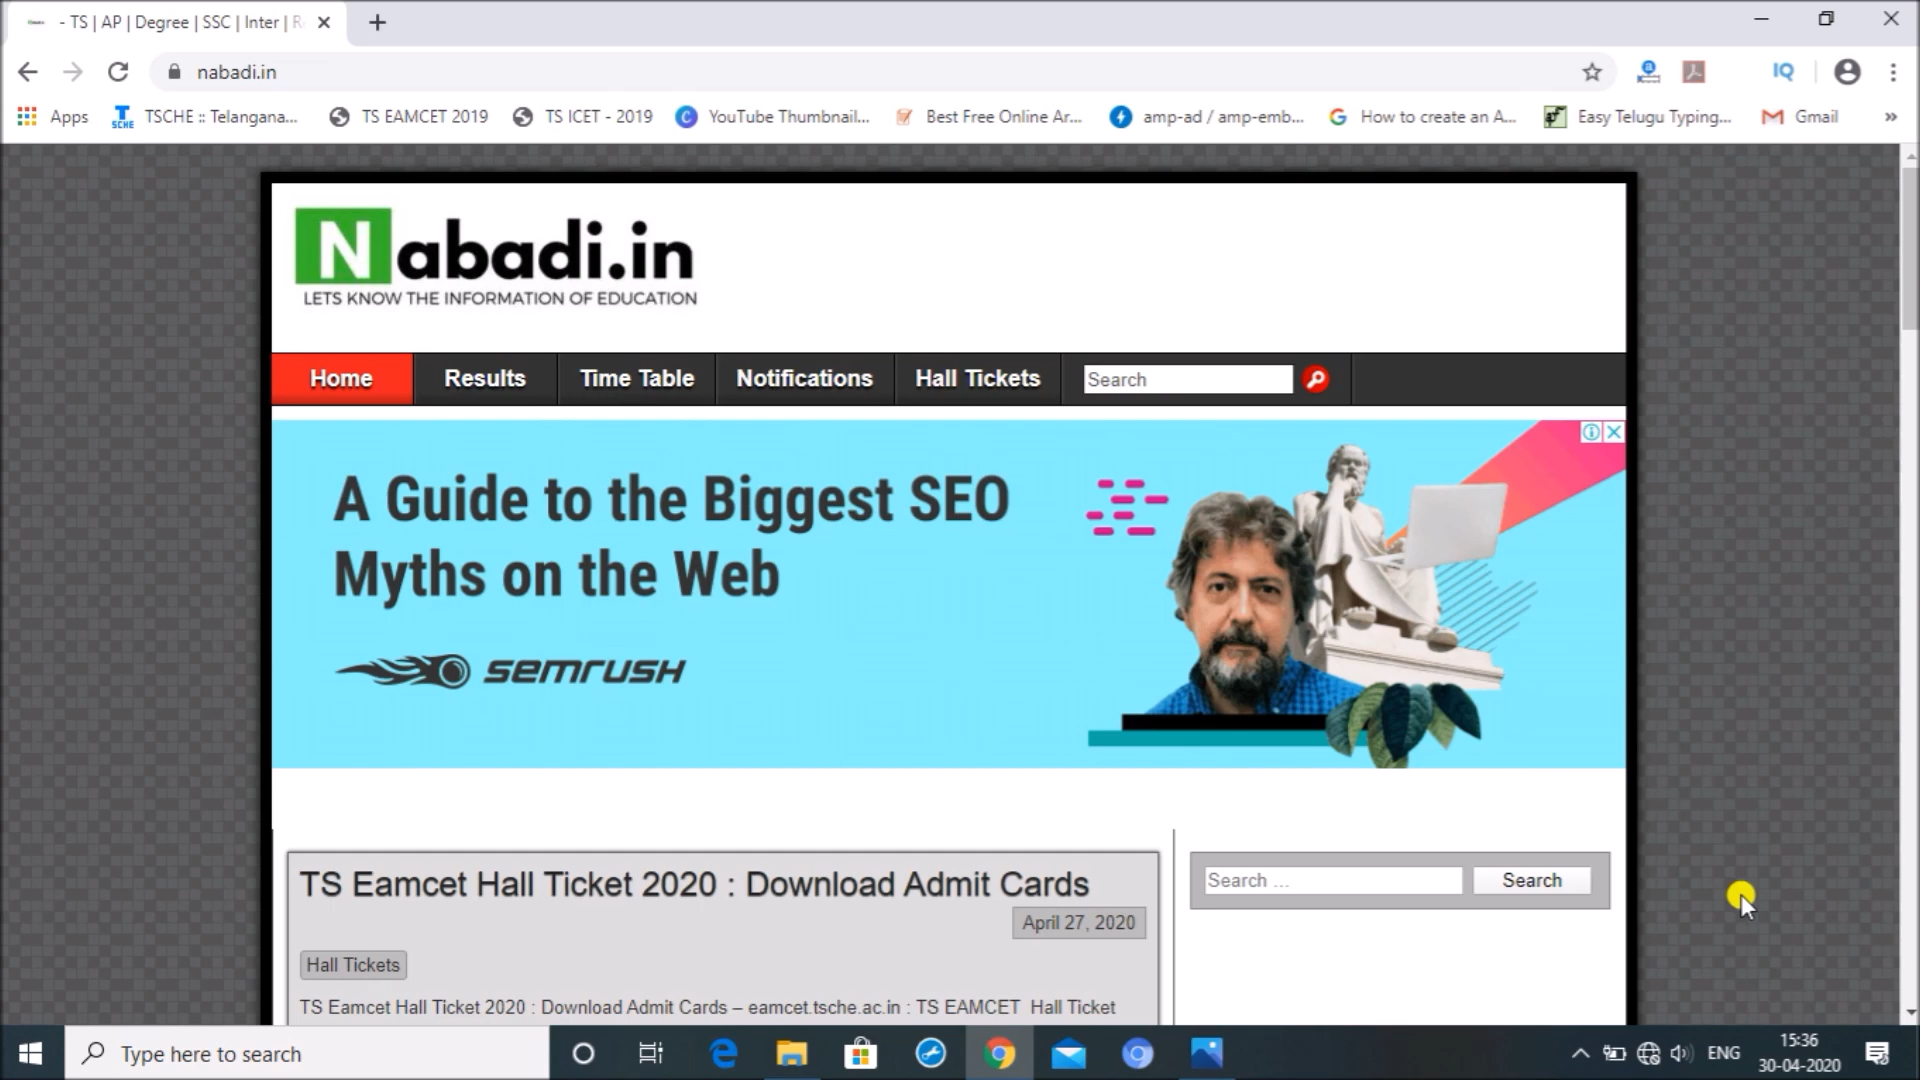 - TS | AP | Degree | SSC | Inter | R
nabadi.in
IQ
Apps
TSCHE :: Telangana...
TS EAMCET 2019
TS ICET - 2019
YouTube Thumbnail...
Best Free Online Ar...
amp-ad / amp-emb...
How to create an A...
Easy Telugu Typing...
Gmail
»
Nabadi.in
LETS KNOW THE INFORMATION OF EDUCATION
Home
Results
Time Table
Notifications
Hall Tickets
Search
A Guide to the Biggest SEO
Myths on the Web
semrush
TS Eamcet Hall Ticket 2020 : Download Admit Cards
April 27, 2020
Hall Tickets
TS Eamcet Hall Ticket 2020 : Download Admit Cards – eamcet.tsche.ac.in : TS EAMCET Hall Ticket
Search ...
Search
Type here to search
ENG
15:36
30-04-2020